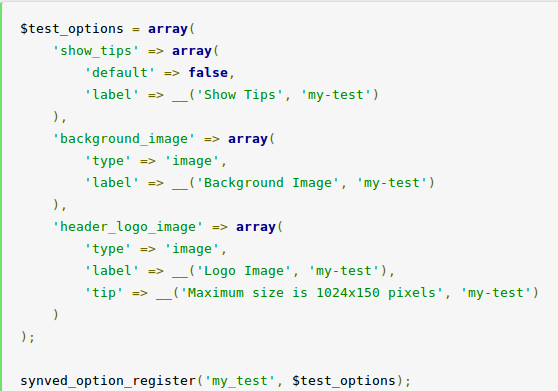 $test_options = array(
    'show_tips' => array(
        'default' => false,
        'label' => __('Show Tips', 'my-test')
    ),
    'background_image' => array(
        'type' => 'image',
        'label' => __('Background Image', 'my-test')
    ),
    'header_logo_image' => array(
        'type' => 'image',
        'label' => __('Logo Image', 'my-test'),
        'tip' => __('Maximum size is 1024x150 pixels', 'my-test')
    )
);

synved_option_register('my_test', $test_options);